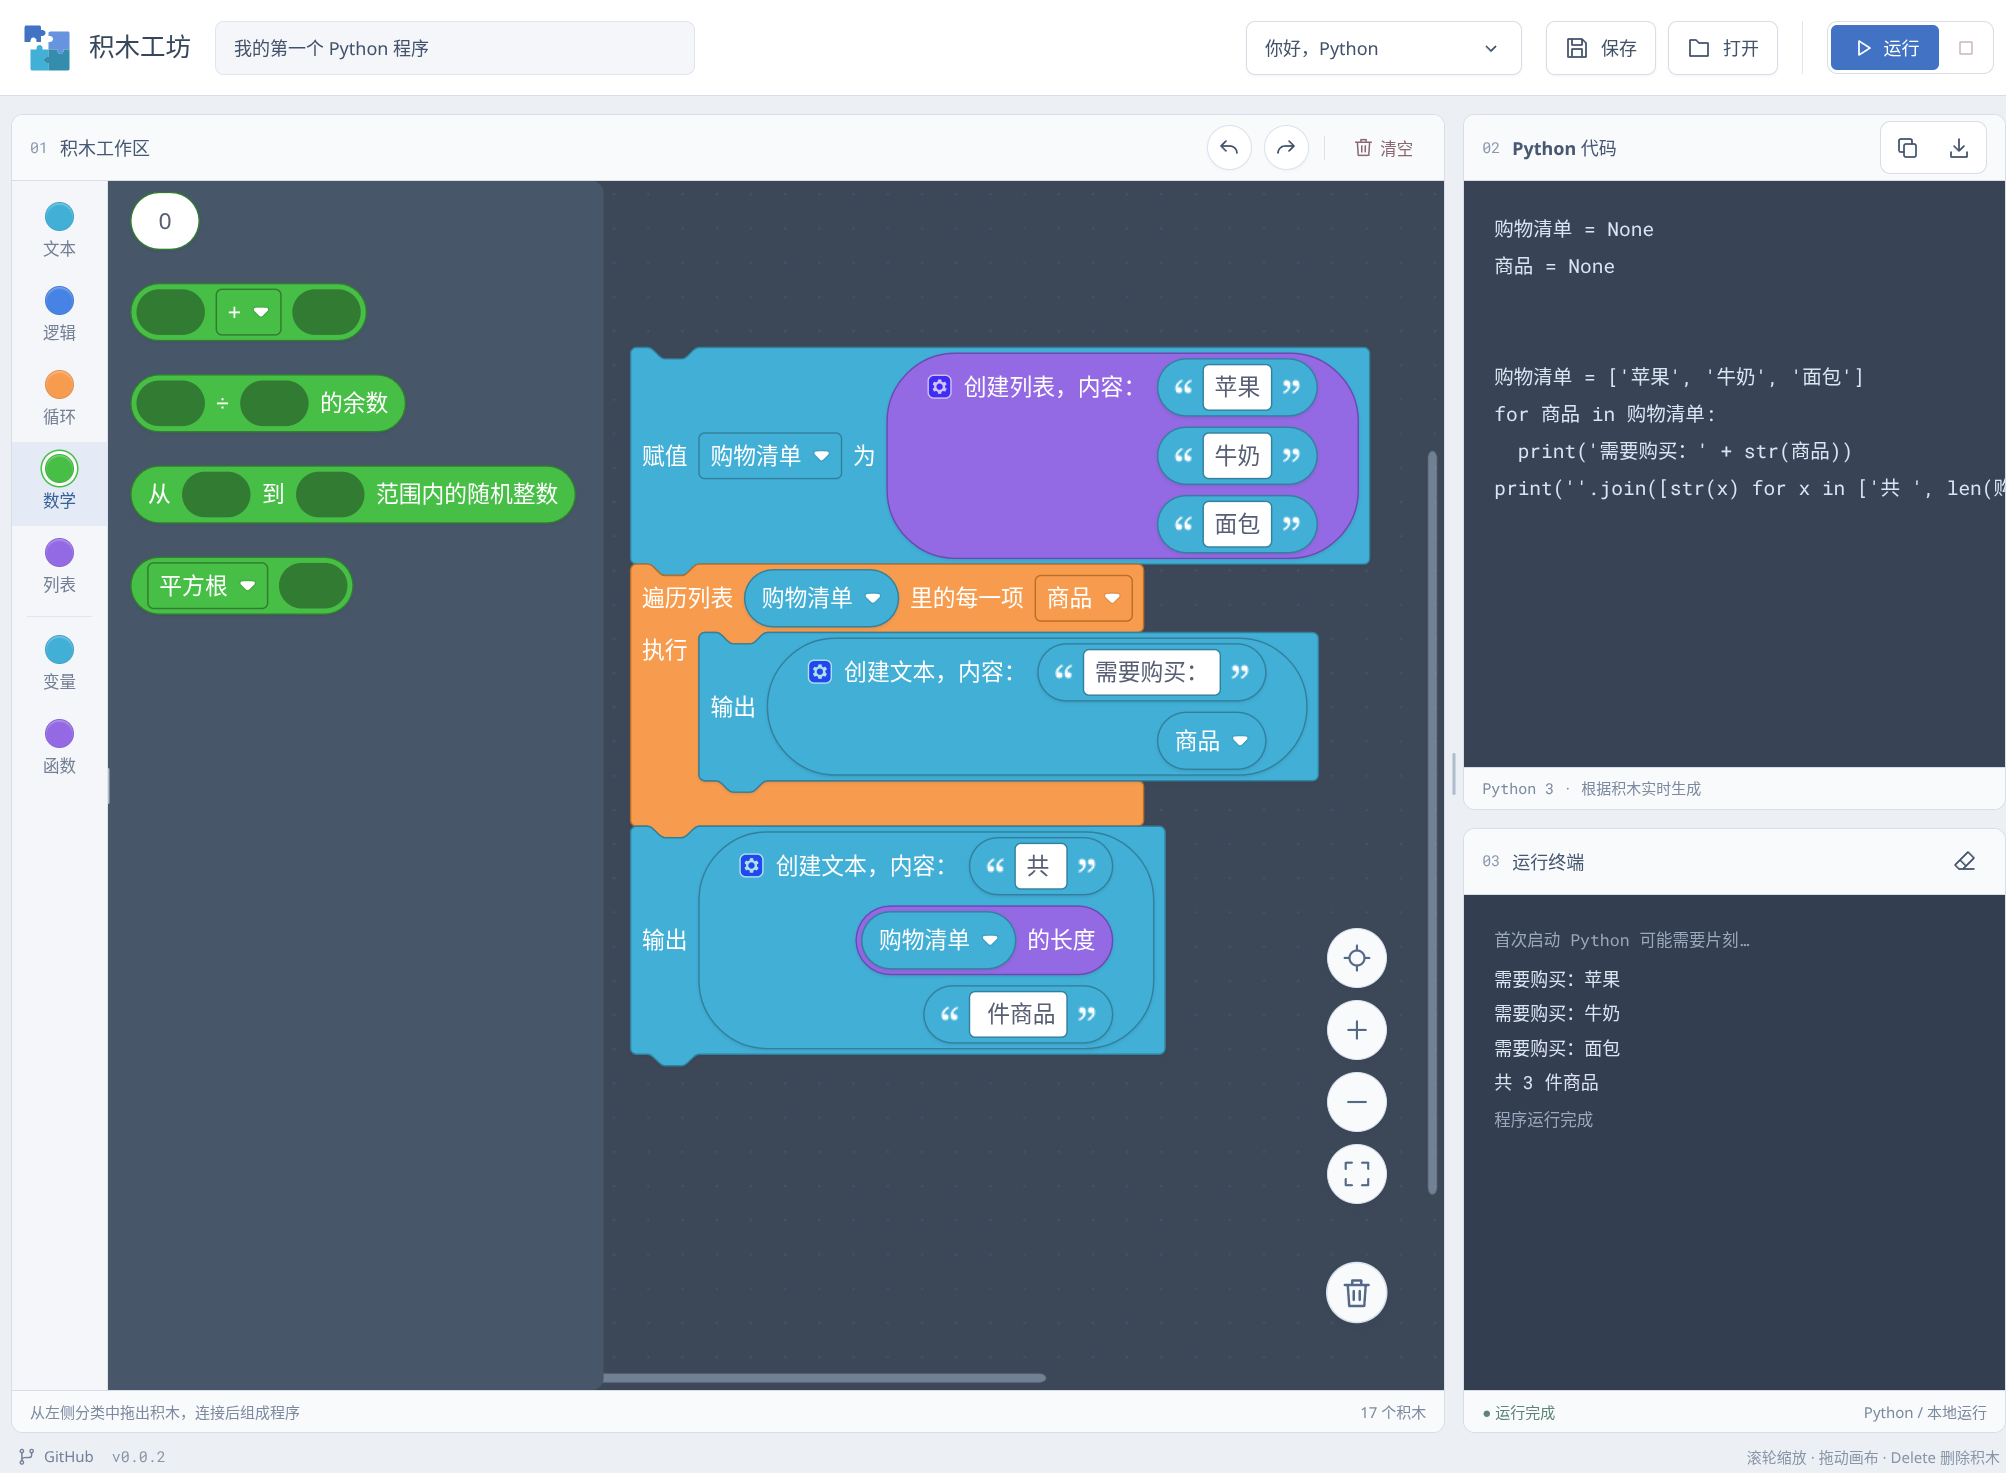 积木工坊
我的第一个 Python 程序
你好，Python
保存
打开
运行
01 积木工作区
清空
文本
逻辑
循环
数学
列表
变量
函数
0
+
÷ 的余数
从 到 范围内的随机整数
平方根
赋值 购物清单 为
创建列表，内容： “ 苹果 ”
“ 牛奶 ”
“ 面包 ”
遍历列表 购物清单 里的每一项 商品
执行
输出
创建文本，内容： “ 需要购买： ”
商品
输出
创建文本，内容： “ 共 ”
购物清单 的长度
“ 件商品 ”
从左侧分类中拖出积木，连接后组成程序
17 个积木
02 Python 代码
购物清单 = None
商品 = None
购物清单 = ['苹果', '牛奶', '面包']
for 商品 in 购物清单:
  print('需要购买：' + str(商品))
print(''.join([str(x) for x in ['共 ', len(购
Python 3 · 根据积木实时生成
03 运行终端
首次启动 Python 可能需要片刻…
需要购买：苹果
需要购买：牛奶
需要购买：面包
共 3 件商品
程序运行完成
● 运行完成
Python / 本地运行
GitHub v0.0.2
滚轮缩放 · 拖动画布 · Delete 删除积木